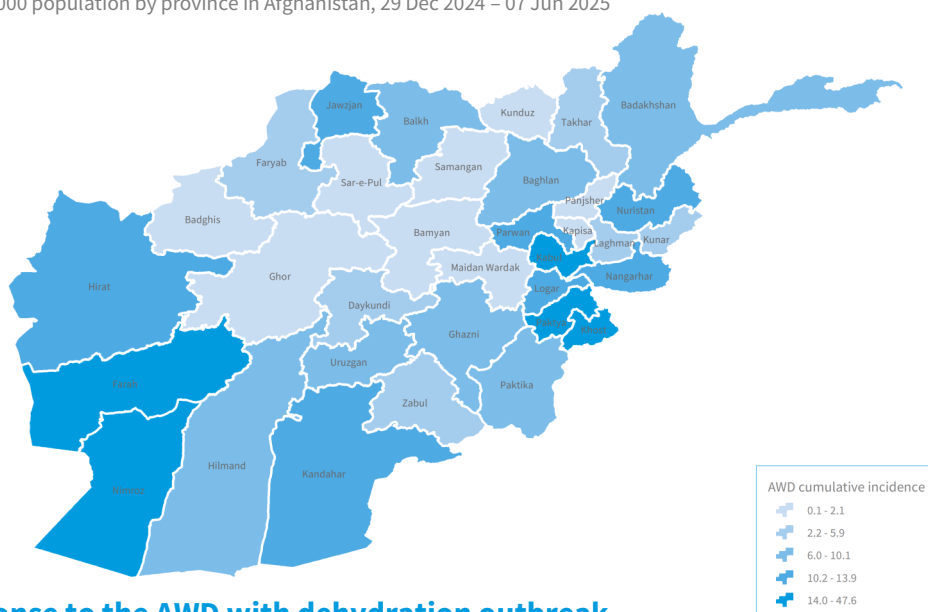 000 population by province in Afghanistan, 29 Dec 2024 – 07 Jun 2025
Jawzjan
Balkh
Kunduz
Takhar
Badakhshan
Faryab
Sar-e-Pul
Samangan
Baghlan
Panjsher
Nuristan
Badghis
Bamyan
Parwan
Kapisa
Laghman
Kunar
Kabul
Hirat
Ghor
Maidan Wardak
Nangarhar
Logar
Daykundi
Paktya
Khost
Ghazni
Uruzgan
Farah
Paktika
Zabul
Hilmand
Kandahar
Nimroz
AWD cumulative incidence
0.1 - 2.1
2.2 - 5.9
6.0 - 10.1
10.2 - 13.9
14.0 - 47.6
onse to the AWD with dehydration outbreak